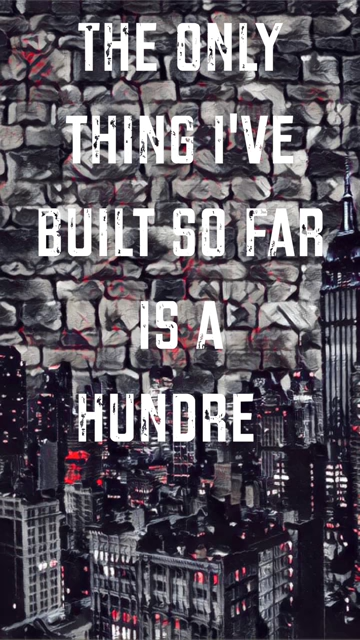 THE ONLY
THING I'VE
BUILT SO FAR
IS A
HUNDRE